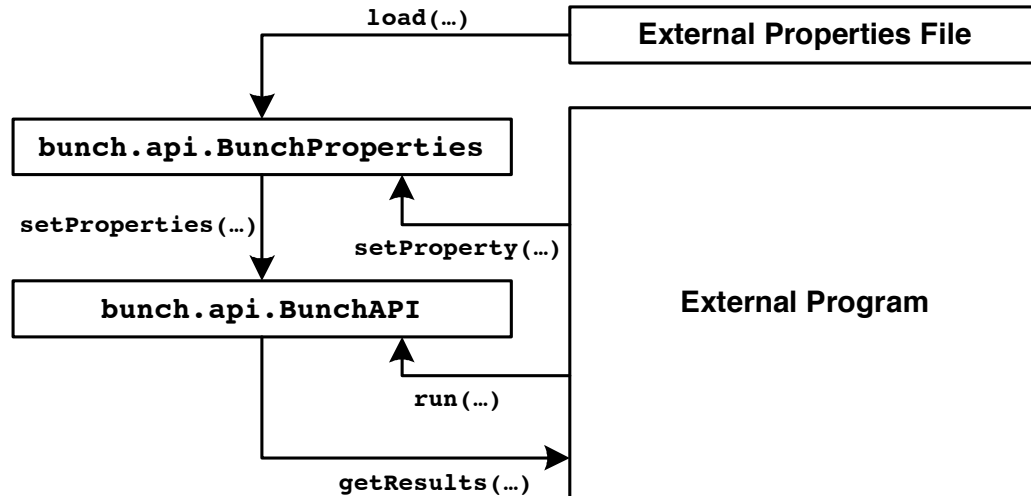 load(…)
External Properties File
bunch.api.BunchProperties
setProperties(…)
setProperty(…)
bunch.api.BunchAPI
External Program
run(…)
getResults(…)